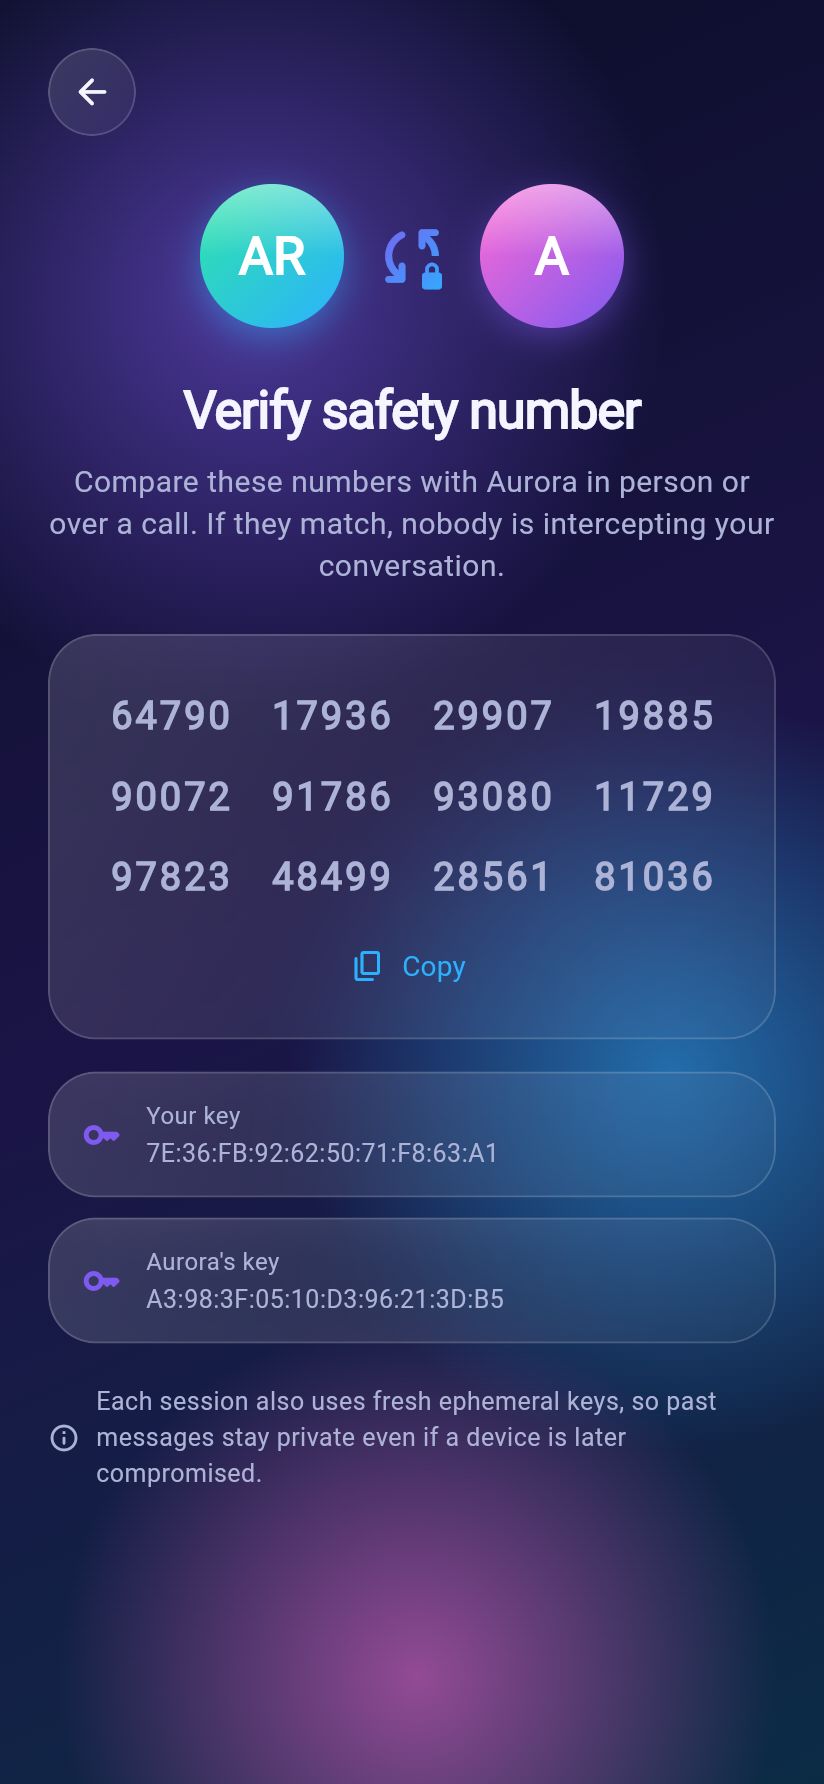 AR
A
Verify safety number
Compare these numbers with Aurora in person or
over a call. If they match, nobody is intercepting your
conversation.
64790 17936 29907 19885
90072 91786 93080 11729
97823 48499 28561 81036
Copy
Your key
7E:36:FB:92:62:50:71:F8:63:A1
Aurora's key
A3:98:3F:05:10:D3:96:21:3D:B5
Each session also uses fresh ephemeral keys, so past
messages stay private even if a device is later
compromised.